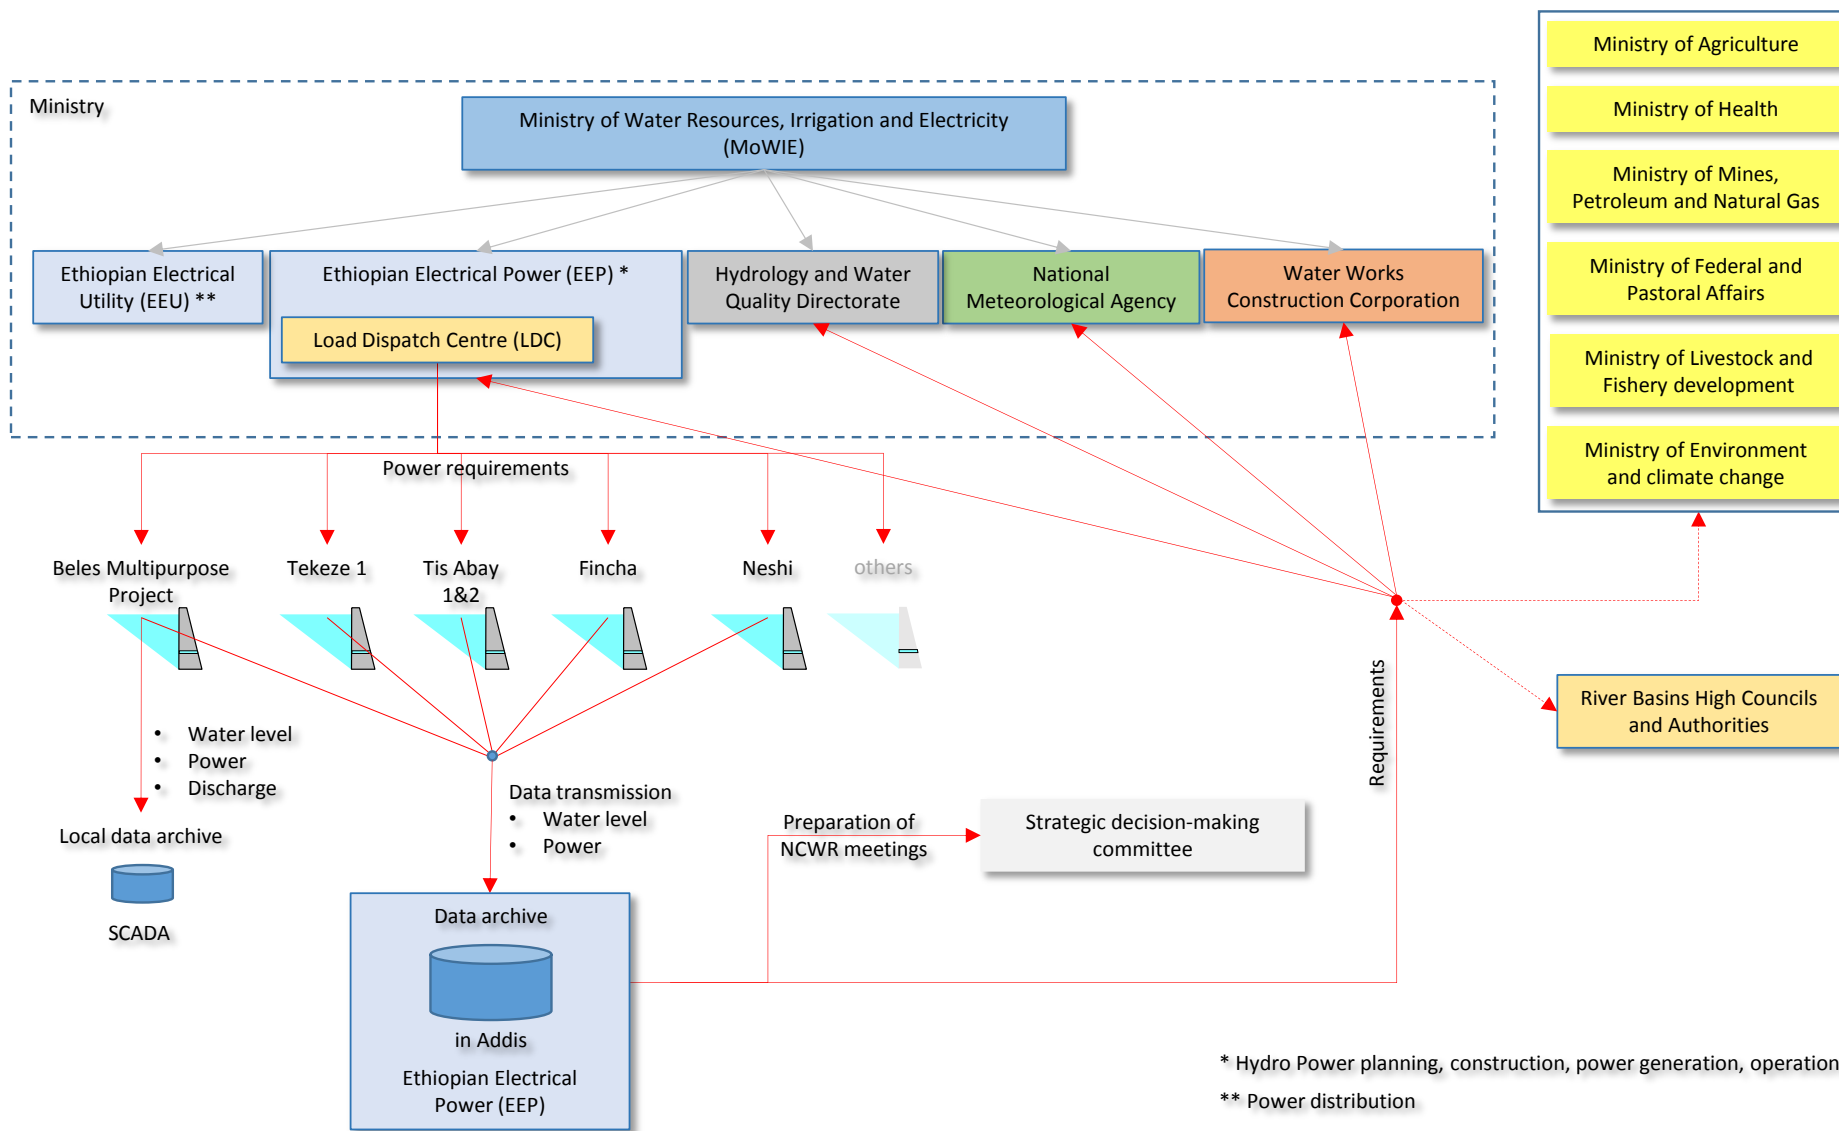 Ministry
Ministry of Water Resources, Irrigation and Electricity
(MoWIE)
Ethiopian Electrical
Utility (EEU) **
Ethiopian Electrical Power (EEP) *
Load Dispatch Centre (LDC)
Hydrology and Water
Quality Directorate
National
Meteorological Agency
Water Works
Construction Corporation
Ministry of Agriculture
Ministry of Health
Ministry of Mines,
Petroleum and Natural Gas
Ministry of Federal and
Pastoral Affairs
Ministry of Livestock and
Fishery development
Ministry of Environment
and climate change
Power requirements
Beles Multipurpose
Project
Tekeze 1
Tis Abay
1&2
Fincha
Neshi
others
• Water level
• Power
• Discharge
Local data archive
SCADA
Data transmission
• Water level
• Power
Data archive
in Addis
Ethiopian Electrical
Power (EEP)
Preparation of
NCWR meetings
Strategic decision-making
committee
Requirements
River Basins High Councils
and Authorities
* Hydro Power planning, construction, power generation, operation
** Power distribution